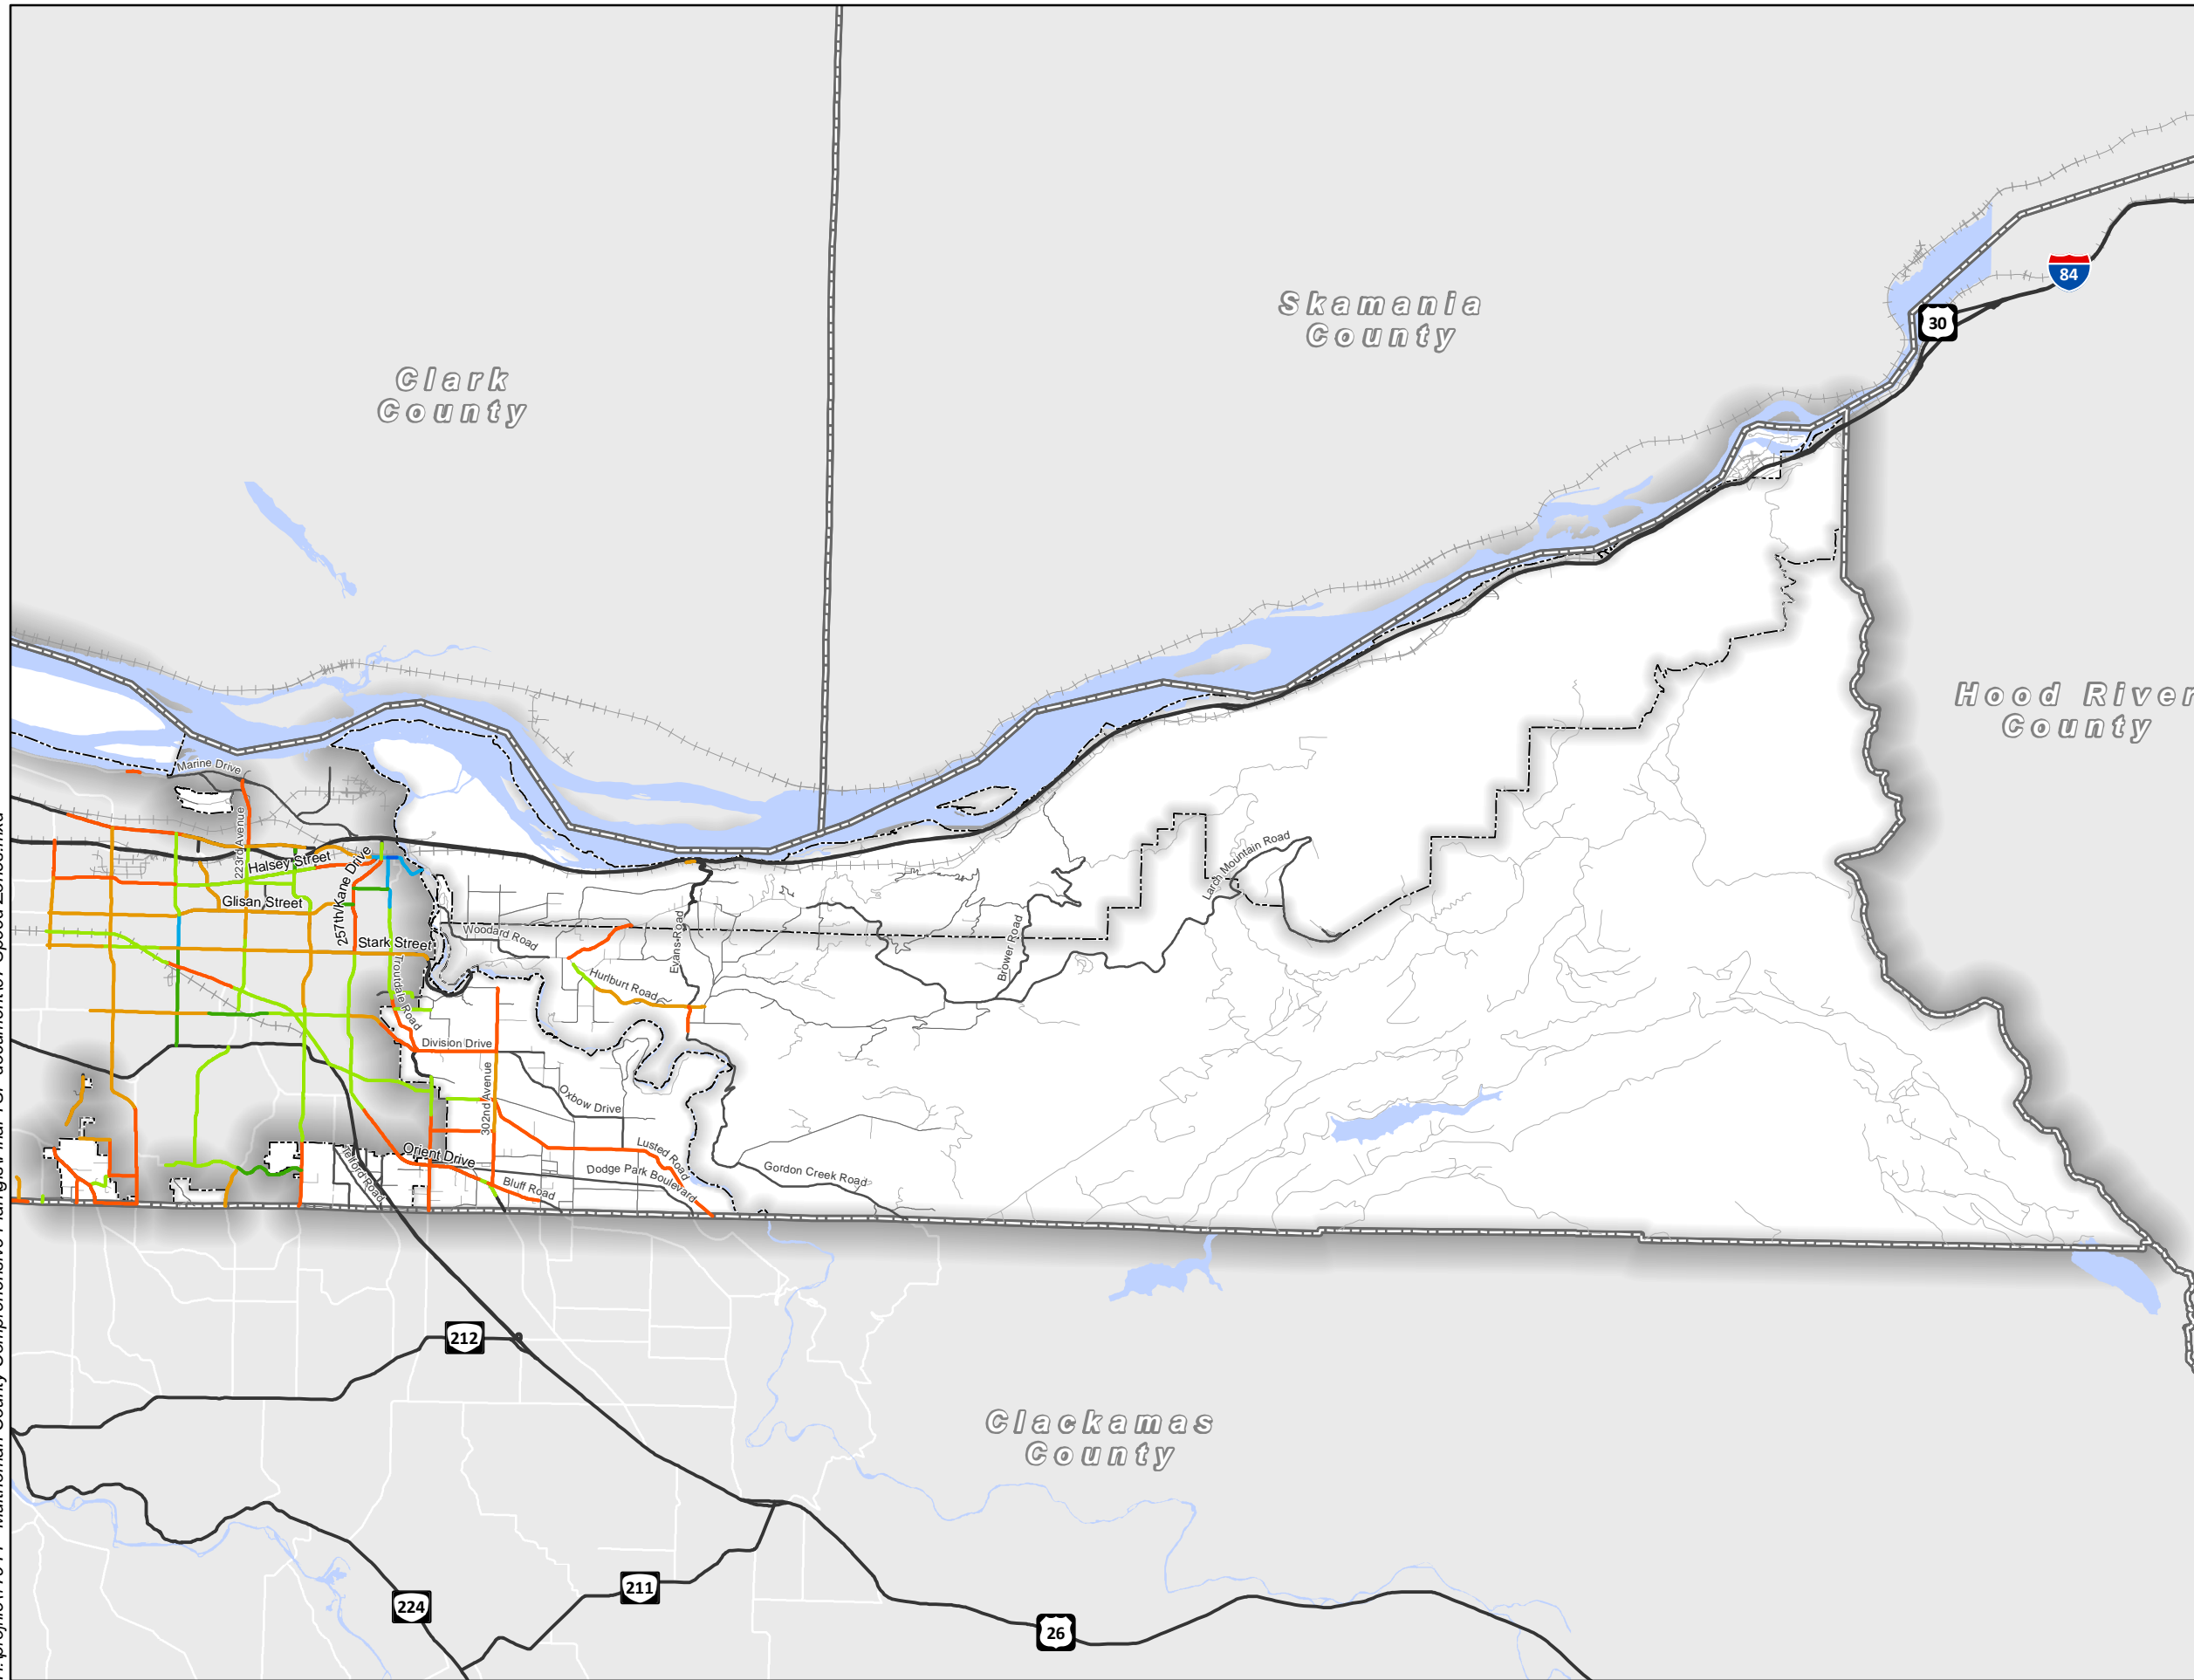 84
Skamania
County
30
Clark
County
Hood River
County
Marine Drive
223rd Avenue
Halsey Street
257th/Kane Drive
Glisan Street
Larch Mountain Road
Stark Street
Woodard Road
Evans Road
Brower Road
Troutdale Road
Hurlburt Road
Division Drive
302nd Avenue
Oxbow Drive
Orient Drive
Telford Road
Lusted Road
Dodge Park Boulevard
Bluff Road
Gordon Creek Road
212
Clackamas
County
211
224
26